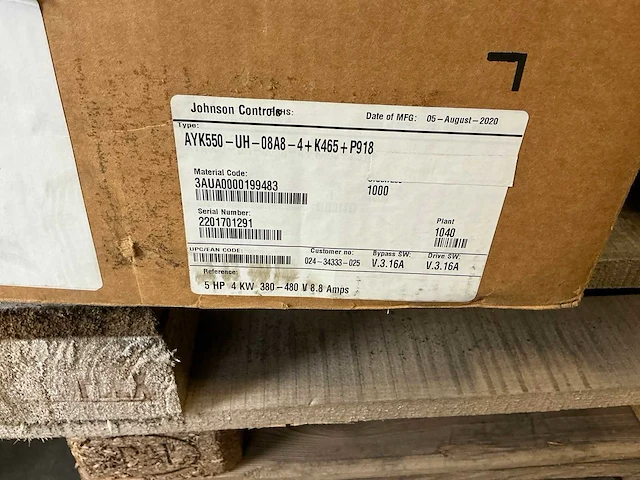 Johnson Controls
Date of MFG: 05-August-2020
Type:
AYK550-UH-08A8-4+K465+P918
Material Code:
3AUA0000199483
1000
Serial Number:
2201701291
Plant
1040
UPC/EAN CODE:
Customer no:
024-34333-025
Bypass SW:
V.3.16A
Drive SW:
V.3.16A
Reference:
5 HP 4 KW 380-480 V 8.8 Amps